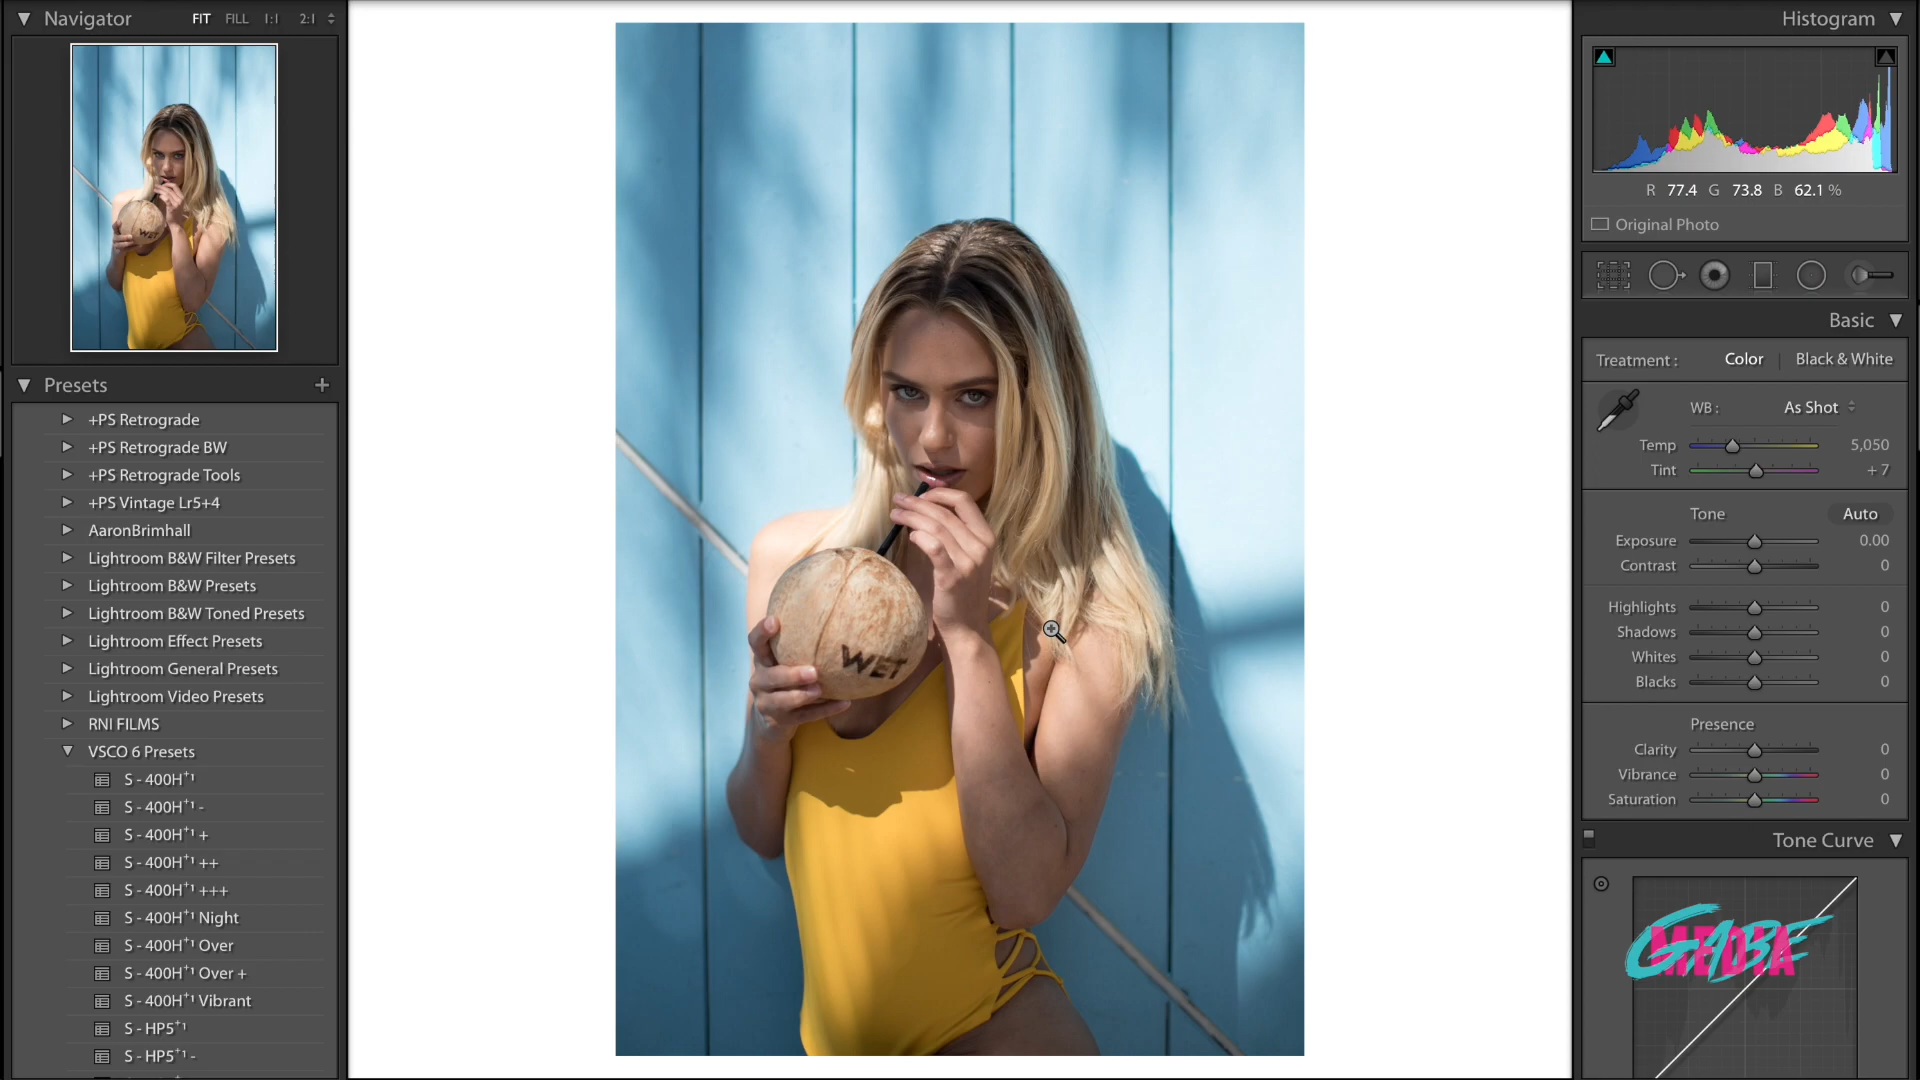 Navigator FIT FILL 1:1 2:1
Presets
+PS Retrograde
+PS Retrograde BW
+PS Retrograde Tools
+PS Vintage Lr5+4
AaronBrimhall
Lightroom B&W Filter Presets
Lightroom B&W Presets
Lightroom B&W Toned Presets
Lightroom Effect Presets
Lightroom General Presets
Lightroom Video Presets
RNI FILMS
VSCO 6 Presets
S - 400H⁺¹
S - 400H⁺¹ -
S - 400H⁺¹ +
S - 400H⁺¹ ++
S - 400H⁺¹ +++
S - 400H⁺¹ Night
S - 400H⁺¹ Over
S - 400H⁺¹ Over +
S - 400H⁺¹ Vibrant
S - HP5⁺¹
S - HP5⁺¹ -
WET
Histogram
R 77.4 G 73.8 B 62.1 %
Original Photo
Basic
Treatment : Color | Black & White
WB : As Shot
Temp 5,050
Tint + 7
Tone Auto
Exposure 0.00
Contrast 0
Highlights 0
Shadows 0
Whites 0
Blacks 0
Presence
Clarity 0
Vibrance 0
Saturation 0
Tone Curve
GABE
MEDIA